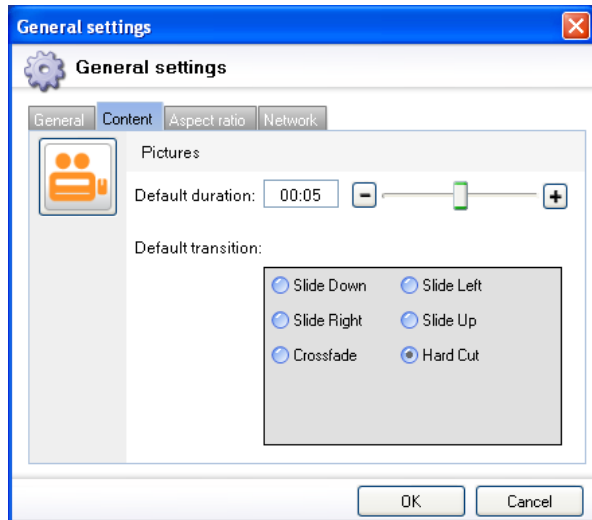 General settings
General settings
General Content Aspect ratio Network
Pictures
Default duration: 00:05
Default transition:
Slide Down Slide Left
Slide Right Slide Up
Crossfade Hard Cut
OK Cancel